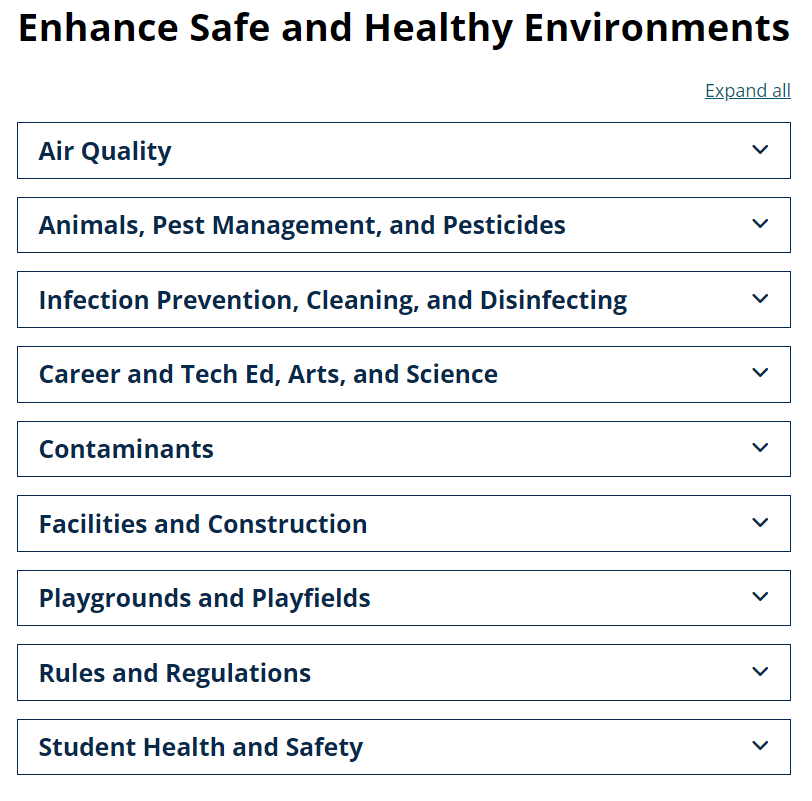 Enhance Safe and Healthy Environments
Expand all
Air Quality
Animals, Pest Management, and Pesticides
Infection Prevention, Cleaning, and Disinfecting
Career and Tech Ed, Arts, and Science
Contaminants
Facilities and Construction
Playgrounds and Playfields
Rules and Regulations
Student Health and Safety